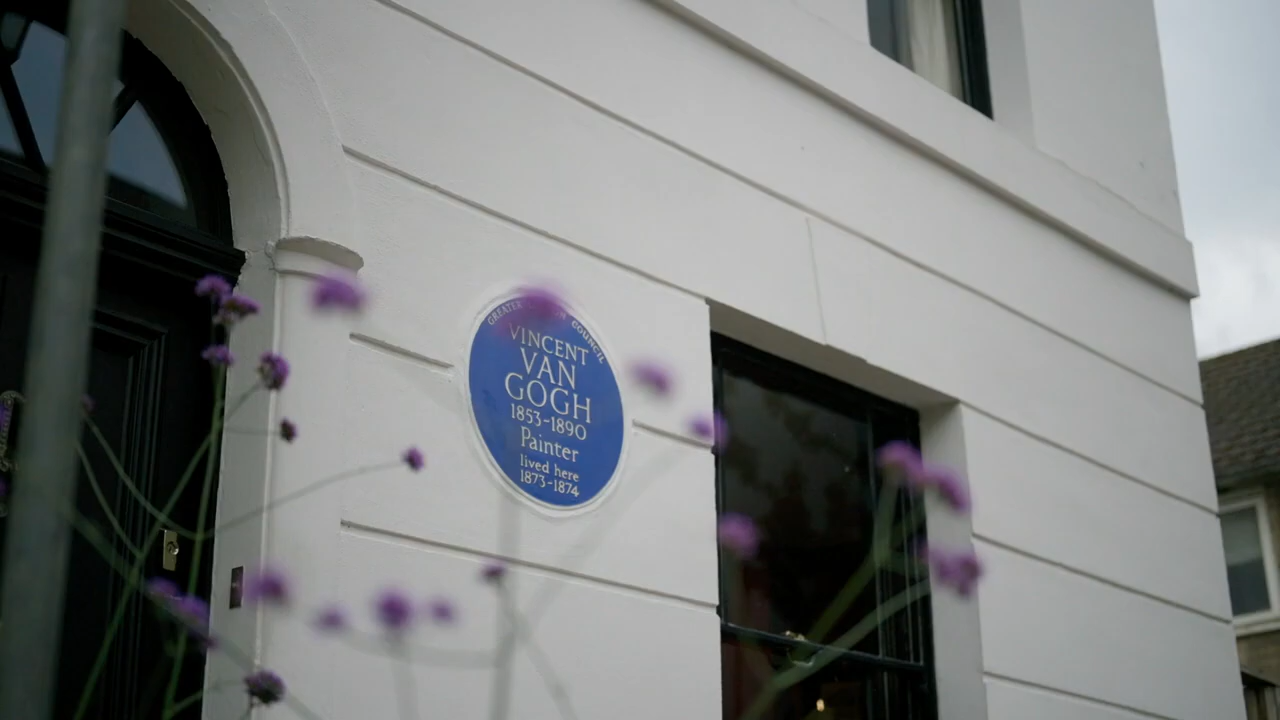 GREATER COUNCIL
VINCENT
VAN
GOGH
1853-1890
Painter
lived here
1873-1874